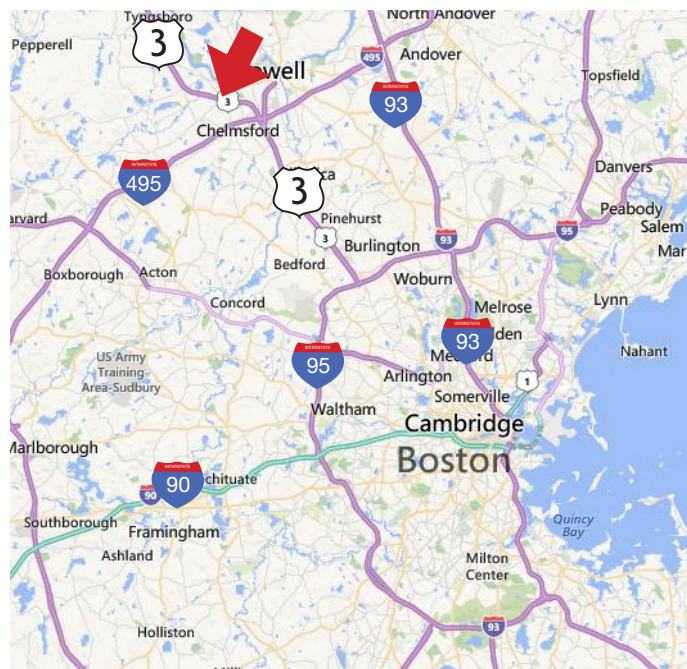 Tyngsboro
North Andover
Pepperell
3
Andover
owell
495
Topsfield
INTERSTATE
93
3
Chelmsford
INTERSTATE
495
ca
3
Danvers
Peabody
Salem
arvard
Pinehurst
3
Burlington
93
95
Mar
Boxborough
Acton
Bedford
Woburn
Concord
Melrose
Lynn
INTERSTATE
93
lden
Nahant
US Army
Training
Area-Sudbury
INTERSTATE
95
Medford
Arlington
1
Somerville
Waltham
Cambridge
Marlborough
Boston
INTERSTATE
90
chituate
90
Southborough
Framingham
Quincy
Bay
Ashland
Milton
Center
93
Holliston